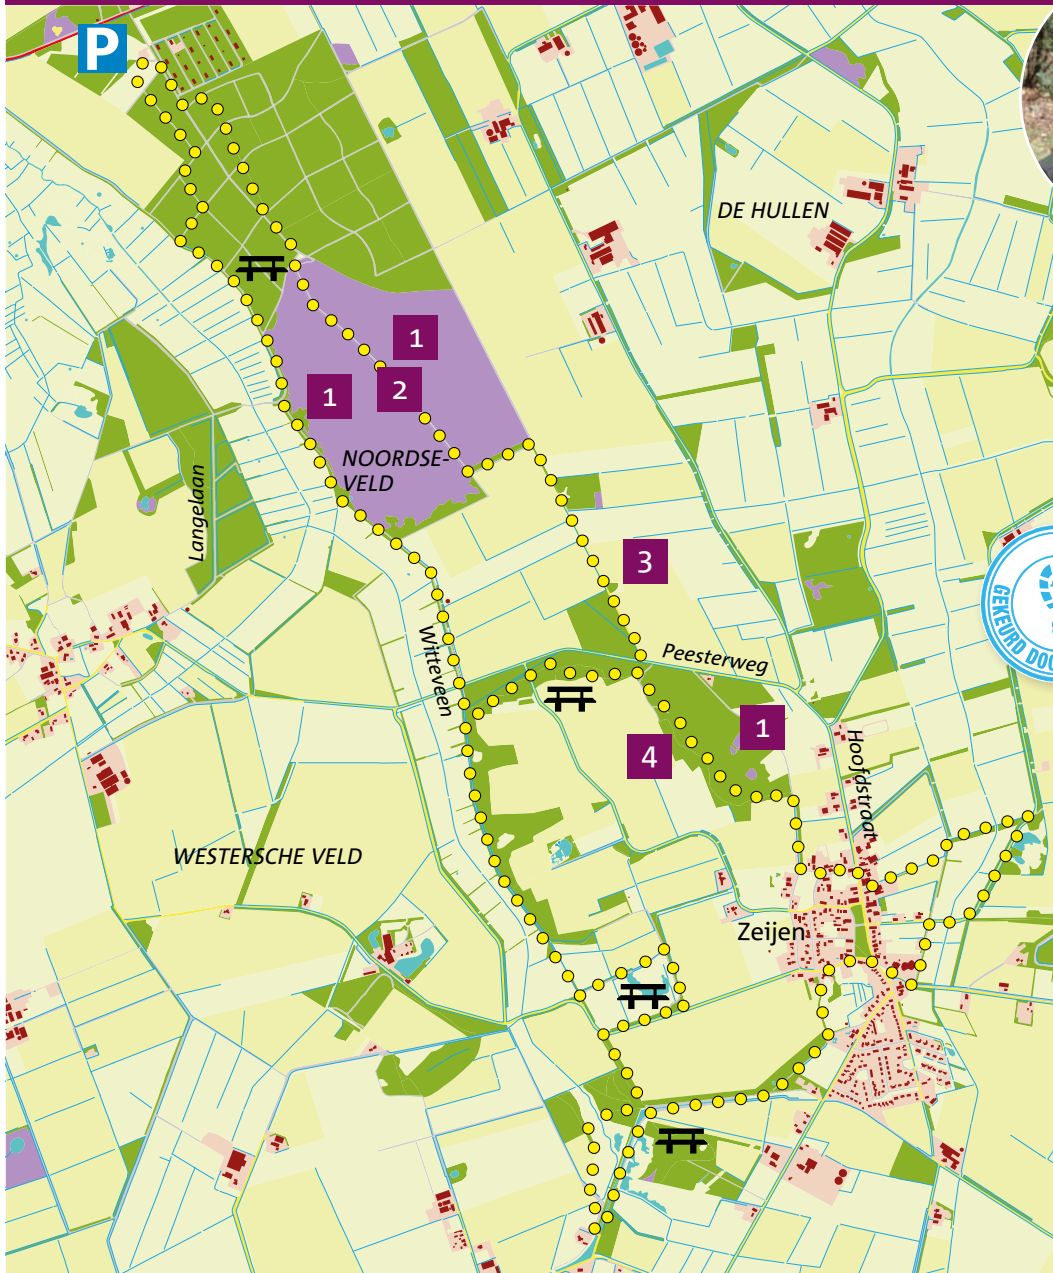 P
DE HULLEN
1
1
2
NOORDSE-
VELD
Langelaan
3
GEKEURD DOO
Witteveen
Peesterweg
1
4
Hoofdstraat
WESTERSCHE VELD
Zeijen